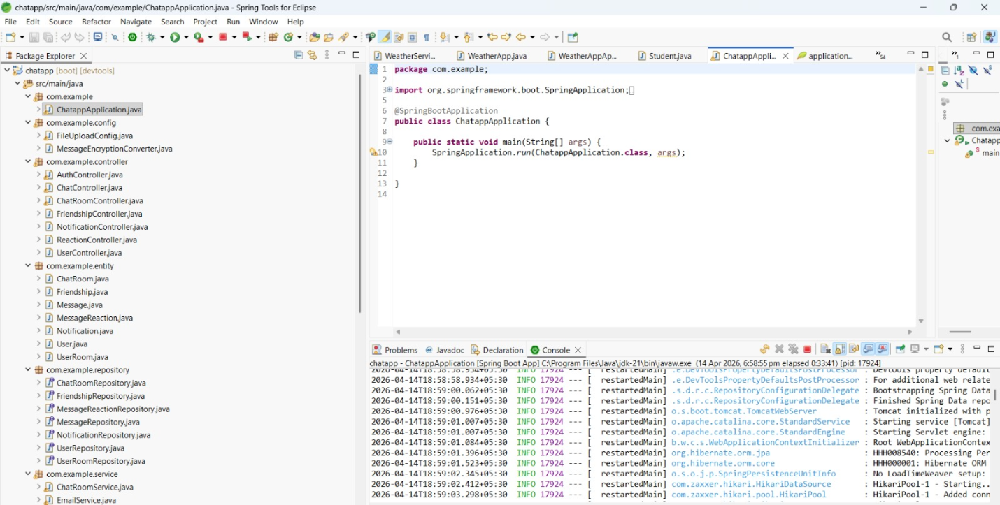 chatapp/src/main/java/com/example/ChatappApplication.java - Spring Tools for Eclipse
File Edit Source Refactor Navigate Search Project Run Window Help
Package Explorer
chatapp [boot] [devtools]
src/main/java
com.example
ChatappApplication.java
com.example.config
FileUploadConfig.java
MessageEncryptionConverter.java
com.example.controller
AuthController.java
ChatController.java
ChatRoomController.java
FriendshipController.java
NotificationController.java
ReactionController.java
UserController.java
com.example.entity
ChatRoom.java
Friendship.java
Message.java
MessageReaction.java
Notification.java
User.java
UserRoom.java
com.example.repository
ChatRoomRepository.java
FriendshipRepository.java
MessageReactionRepository.java
MessageRepository.java
NotificationRepository.java
UserRepository.java
UserRoomRepository.java
com.example.service
ChatRoomService.java
EmailService.java
WeatherServi... WeatherApp.java WeatherAppAp... Student.java ChatappAppli... application... »54
1 package com.example;
2
3 import org.springframework.boot.SpringApplication;
5
6 @SpringBootApplication
7 public class ChatappApplication {
8
9 public static void main(String[] args) {
10 SpringApplication.run(ChatappApplication.class, args);
11 }
12
13 }
14
»1
com.exa
Chatapp
main
Problems Javadoc Declaration Console
chatapp - ChatappApplication [Spring Boot App] C:\Program Files\Java\jdk-21\bin\javaw.exe (14 Apr 2026, 6:58:55 pm elapsed 0:33:41) [pid: 17924]
2026-04-14T18:58:58.934+05:30 INFO 17924 --- [ restartedMain] .e.DevToolsPropertyDefaultsPostProcessor : Devtools property default
2026-04-14T18:58:58.934+05:30 INFO 17924 --- [ restartedMain] .e.DevToolsPropertyDefaultsPostProcessor : For additional web relate
2026-04-14T18:59:00.062+05:30 INFO 17924 --- [ restartedMain] .s.d.r.c.RepositoryConfigurationDelegate : Bootstrapping Spring Data
2026-04-14T18:59:00.151+05:30 INFO 17924 --- [ restartedMain] .s.d.r.c.RepositoryConfigurationDelegate : Finished Spring Data repo
2026-04-14T18:59:00.976+05:30 INFO 17924 --- [ restartedMain] o.s.boot.tomcat.TomcatWebServer : Tomcat initialized with p
2026-04-14T18:59:01.007+05:30 INFO 17924 --- [ restartedMain] o.apache.catalina.core.StandardService : Starting service [Tomcat]
2026-04-14T18:59:01.007+05:30 INFO 17924 --- [ restartedMain] o.apache.catalina.core.StandardEngine : Starting Servlet engine:
2026-04-14T18:59:01.084+05:30 INFO 17924 --- [ restartedMain] b.w.c.s.WebApplicationContextInitializer : Root WebApplicationContex
2026-04-14T18:59:01.396+05:30 INFO 17924 --- [ restartedMain] org.hibernate.orm.jpa : HHH008540: Processing Per
2026-04-14T18:59:01.523+05:30 INFO 17924 --- [ restartedMain] org.hibernate.orm.core : HHH000001: Hibernate ORM
2026-04-14T18:59:02.345+05:30 INFO 17924 --- [ restartedMain] o.s.o.j.p.SpringPersistenceUnitInfo : No LoadTimeWeaver setup:
2026-04-14T18:59:02.412+05:30 INFO 17924 --- [ restartedMain] com.zaxxer.hikari.HikariDataSource : HikariPool-1 - Starting..
2026-04-14T18:59:03.298+05:30 INFO 17924 --- [ restartedMain] com.zaxxer.hikari.pool.HikariPool : HikariPool-1 - Added conn